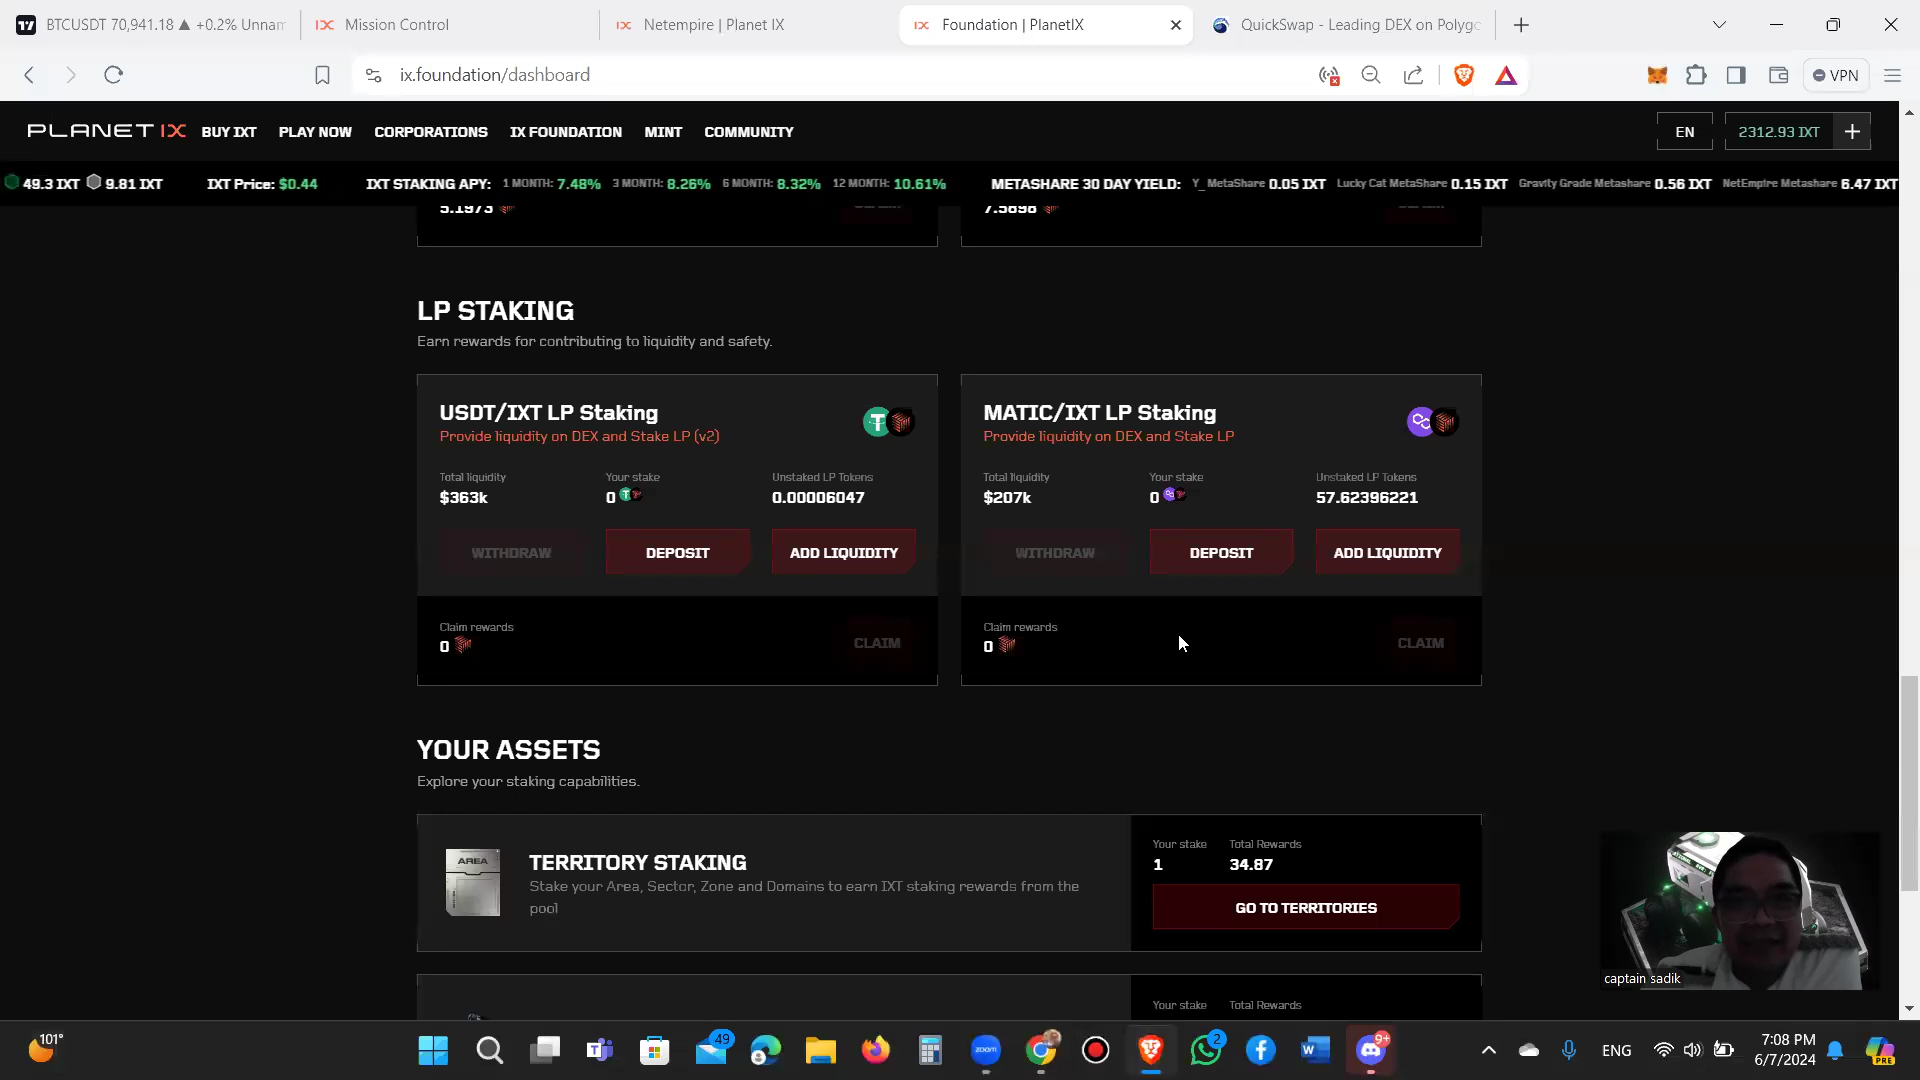 BTCUSDT 70,941.18 ▲ +0.2% Unnam
Mission Control
Netempire | Planet IX
Foundation | PlanetIX
QuickSwap - Leading DEX on Polygo
ix.foundation/dashboard
VPN
PLANET IX
BUY IXT
PLAY NOW
CORPORATIONS
IX FOUNDATION
MINT
COMMUNITY
EN
2312.93 IXT
49.3 IXT
9.81 IXT
IXT Price: $0.44
IXT STAKING APY: 1 MONTH: 7.48% 3 MONTH: 8.26% 6 MONTH: 8.32% 12 MONTH: 10.61%
METASHARE 30 DAY YIELD: Y_ MetaShare 0.05 IXT Lucky Cat MetaShare 0.15 IXT Gravity Grade Metashare 0.56 IXT NetEmpire Metashare 6.47 IXT
5.1973
7.5898
LP STAKING
Earn rewards for contributing to liquidity and safety.
USDT/IXT LP Staking
Provide liquidity on DEX and Stake LP (v2)
Total liquidity
$363k
Your stake
0
Unstaked LP Tokens
0.00006047
WITHDRAW
DEPOSIT
ADD LIQUIDITY
Claim rewards
0
CLAIM
MATIC/IXT LP Staking
Provide liquidity on DEX and Stake LP
Total liquidity
$207k
Your stake
0
Unstaked LP Tokens
57.62396221
WITHDRAW
DEPOSIT
ADD LIQUIDITY
Claim rewards
0
CLAIM
YOUR ASSETS
Explore your staking capabilities.
AREA
TERRITORY STAKING
Stake your Area, Sector, Zone and Domains to earn IXT staking rewards from the
pool
Your stake
1
Total Rewards
34.87
GO TO TERRITORIES
Your stake
Total Rewards
captain sadik
101°
49
zoom
2
9+
ENG
7:08 PM
6/7/2024
PRE